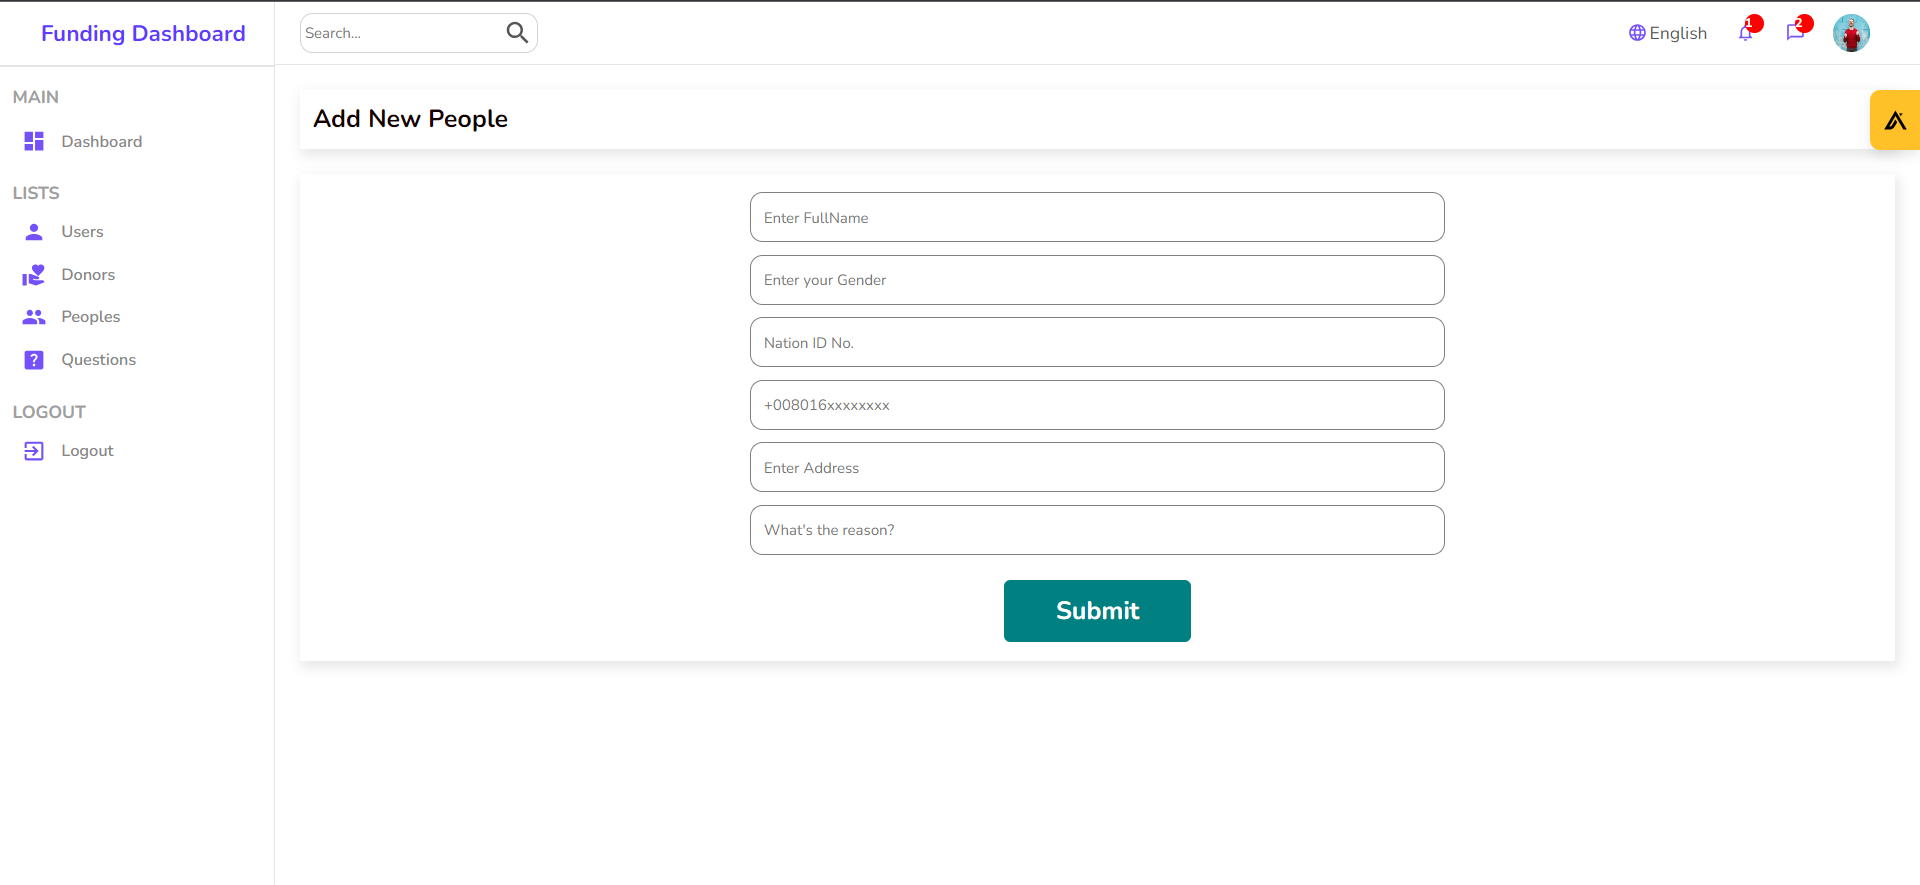 Funding Dashboard
Search...
English
1
2
MAIN
Dashboard
LISTS
Users
Donors
Peoples
Questions
LOGOUT
Logout
Add New People
Enter FullName
Enter your Gender
Nation ID No.
+008016xxxxxxxx
Enter Address
What's the reason?
Submit